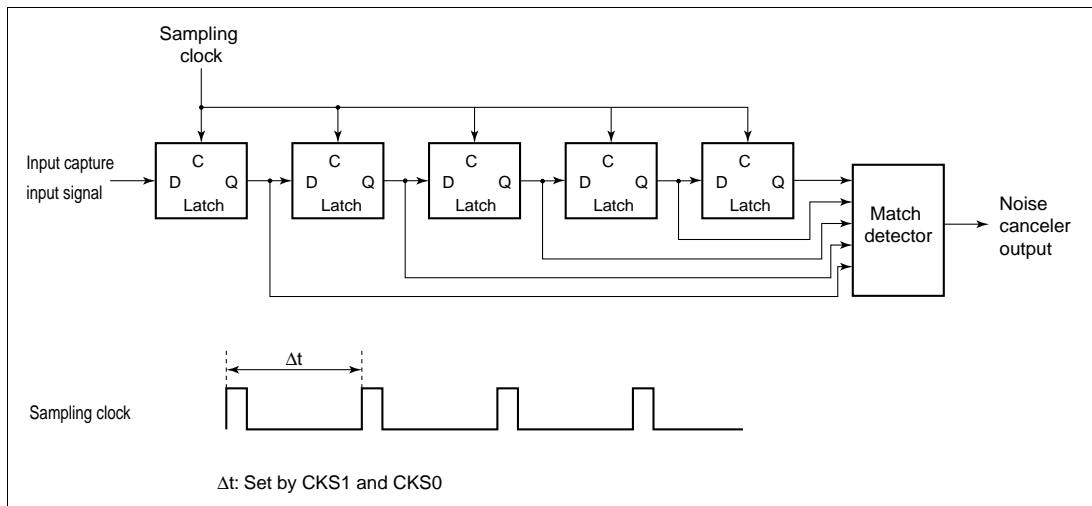 Sampling
clock
Input capture
input signal
C
D Q
Latch
C
D Q
Latch
C
D Q
Latch
C
D Q
Latch
C
D Q
Latch
Match
detector
Noise
canceler
output
Δt
Sampling clock
Δt: Set by CKS1 and CKS0